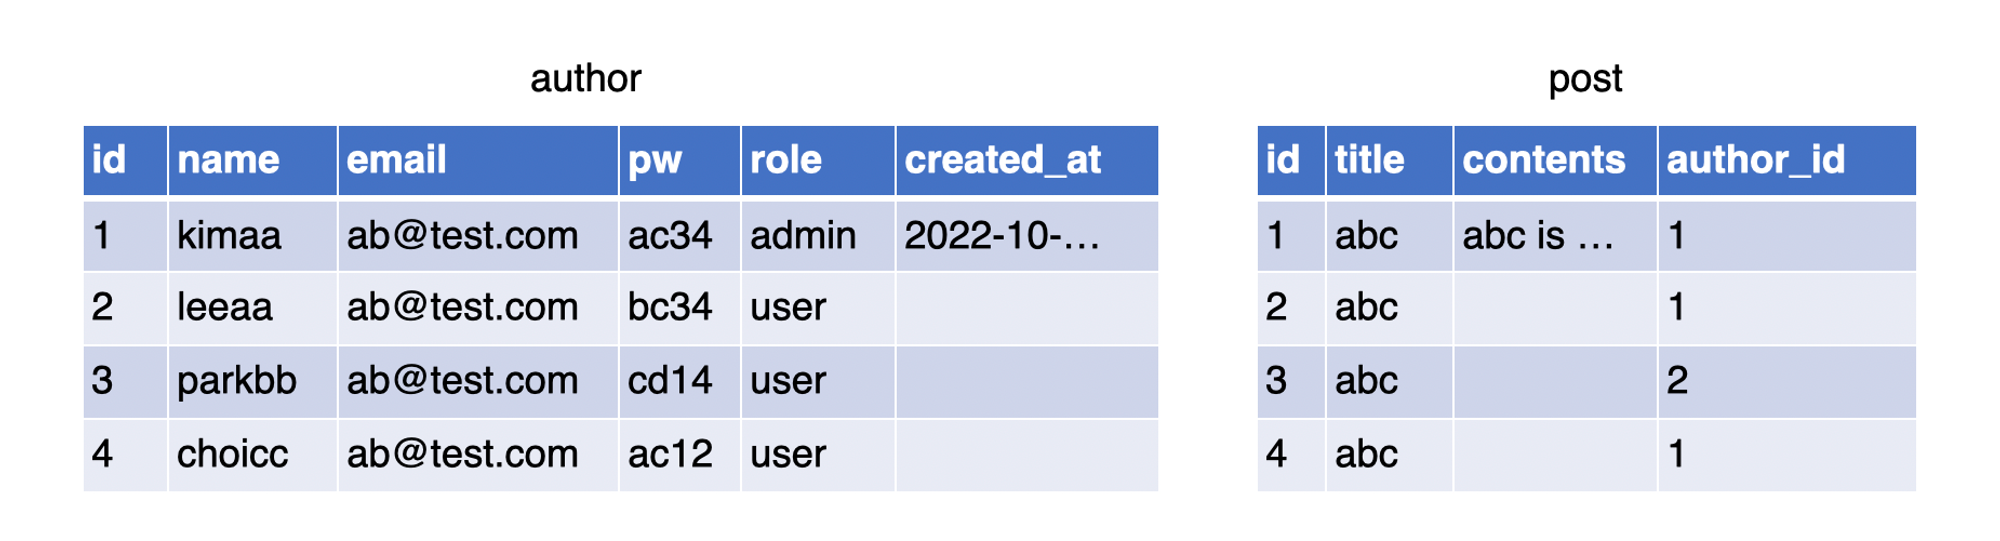 author
id name email pw role created_at
1 kimaa ab@test.com ac34 admin 2022-10-...
2 leeaa ab@test.com bc34 user
3 parkbb ab@test.com cd14 user
4 choicc ab@test.com ac12 user
post
id title contents author_id
1 abc abc is ... 1
2 abc 1
3 abc 2
4 abc 1